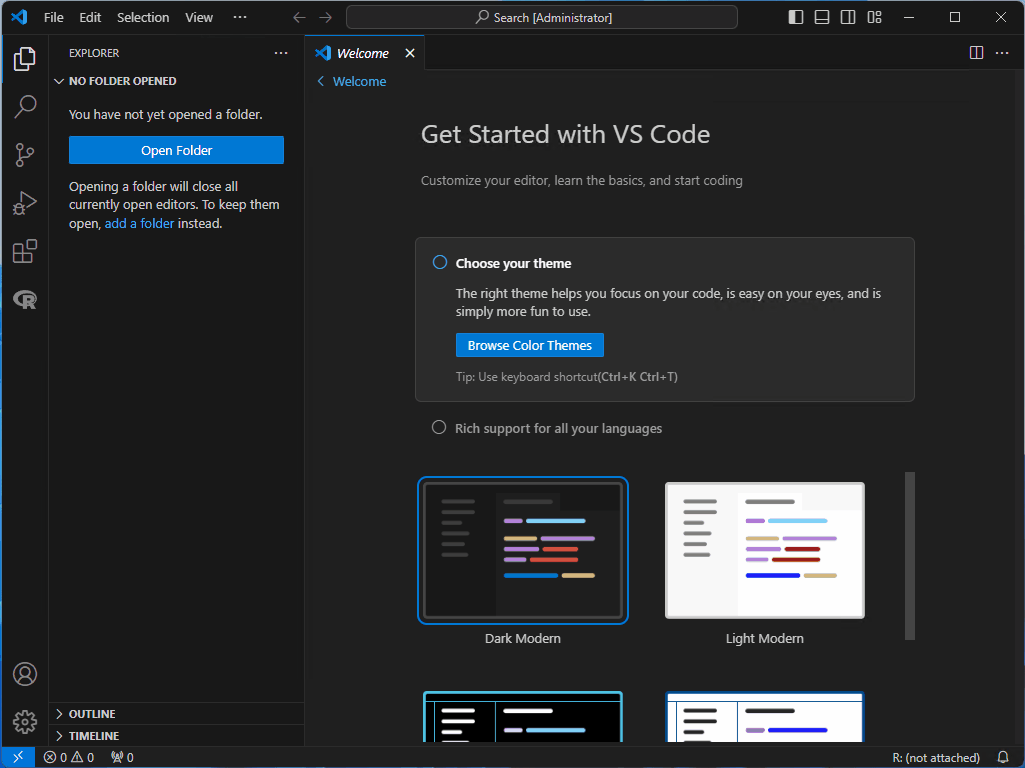 File Edit Selection View ···
Search [Administrator]
EXPLORER
NO FOLDER OPENED
You have not yet opened a folder.
Open Folder
Opening a folder will close all
currently open editors. To keep them
open, add a folder instead.
OUTLINE
TIMELINE
Welcome
Welcome
Get Started with VS Code
Customize your editor, learn the basics, and start coding
Choose your theme
The right theme helps you focus on your code, is easy on your eyes, and is
simply more fun to use.
Browse Color Themes
Tip: Use keyboard shortcut(Ctrl+K Ctrl+T)
Rich support for all your languages
Dark Modern
Light Modern
0 0 0
R: (not attached)